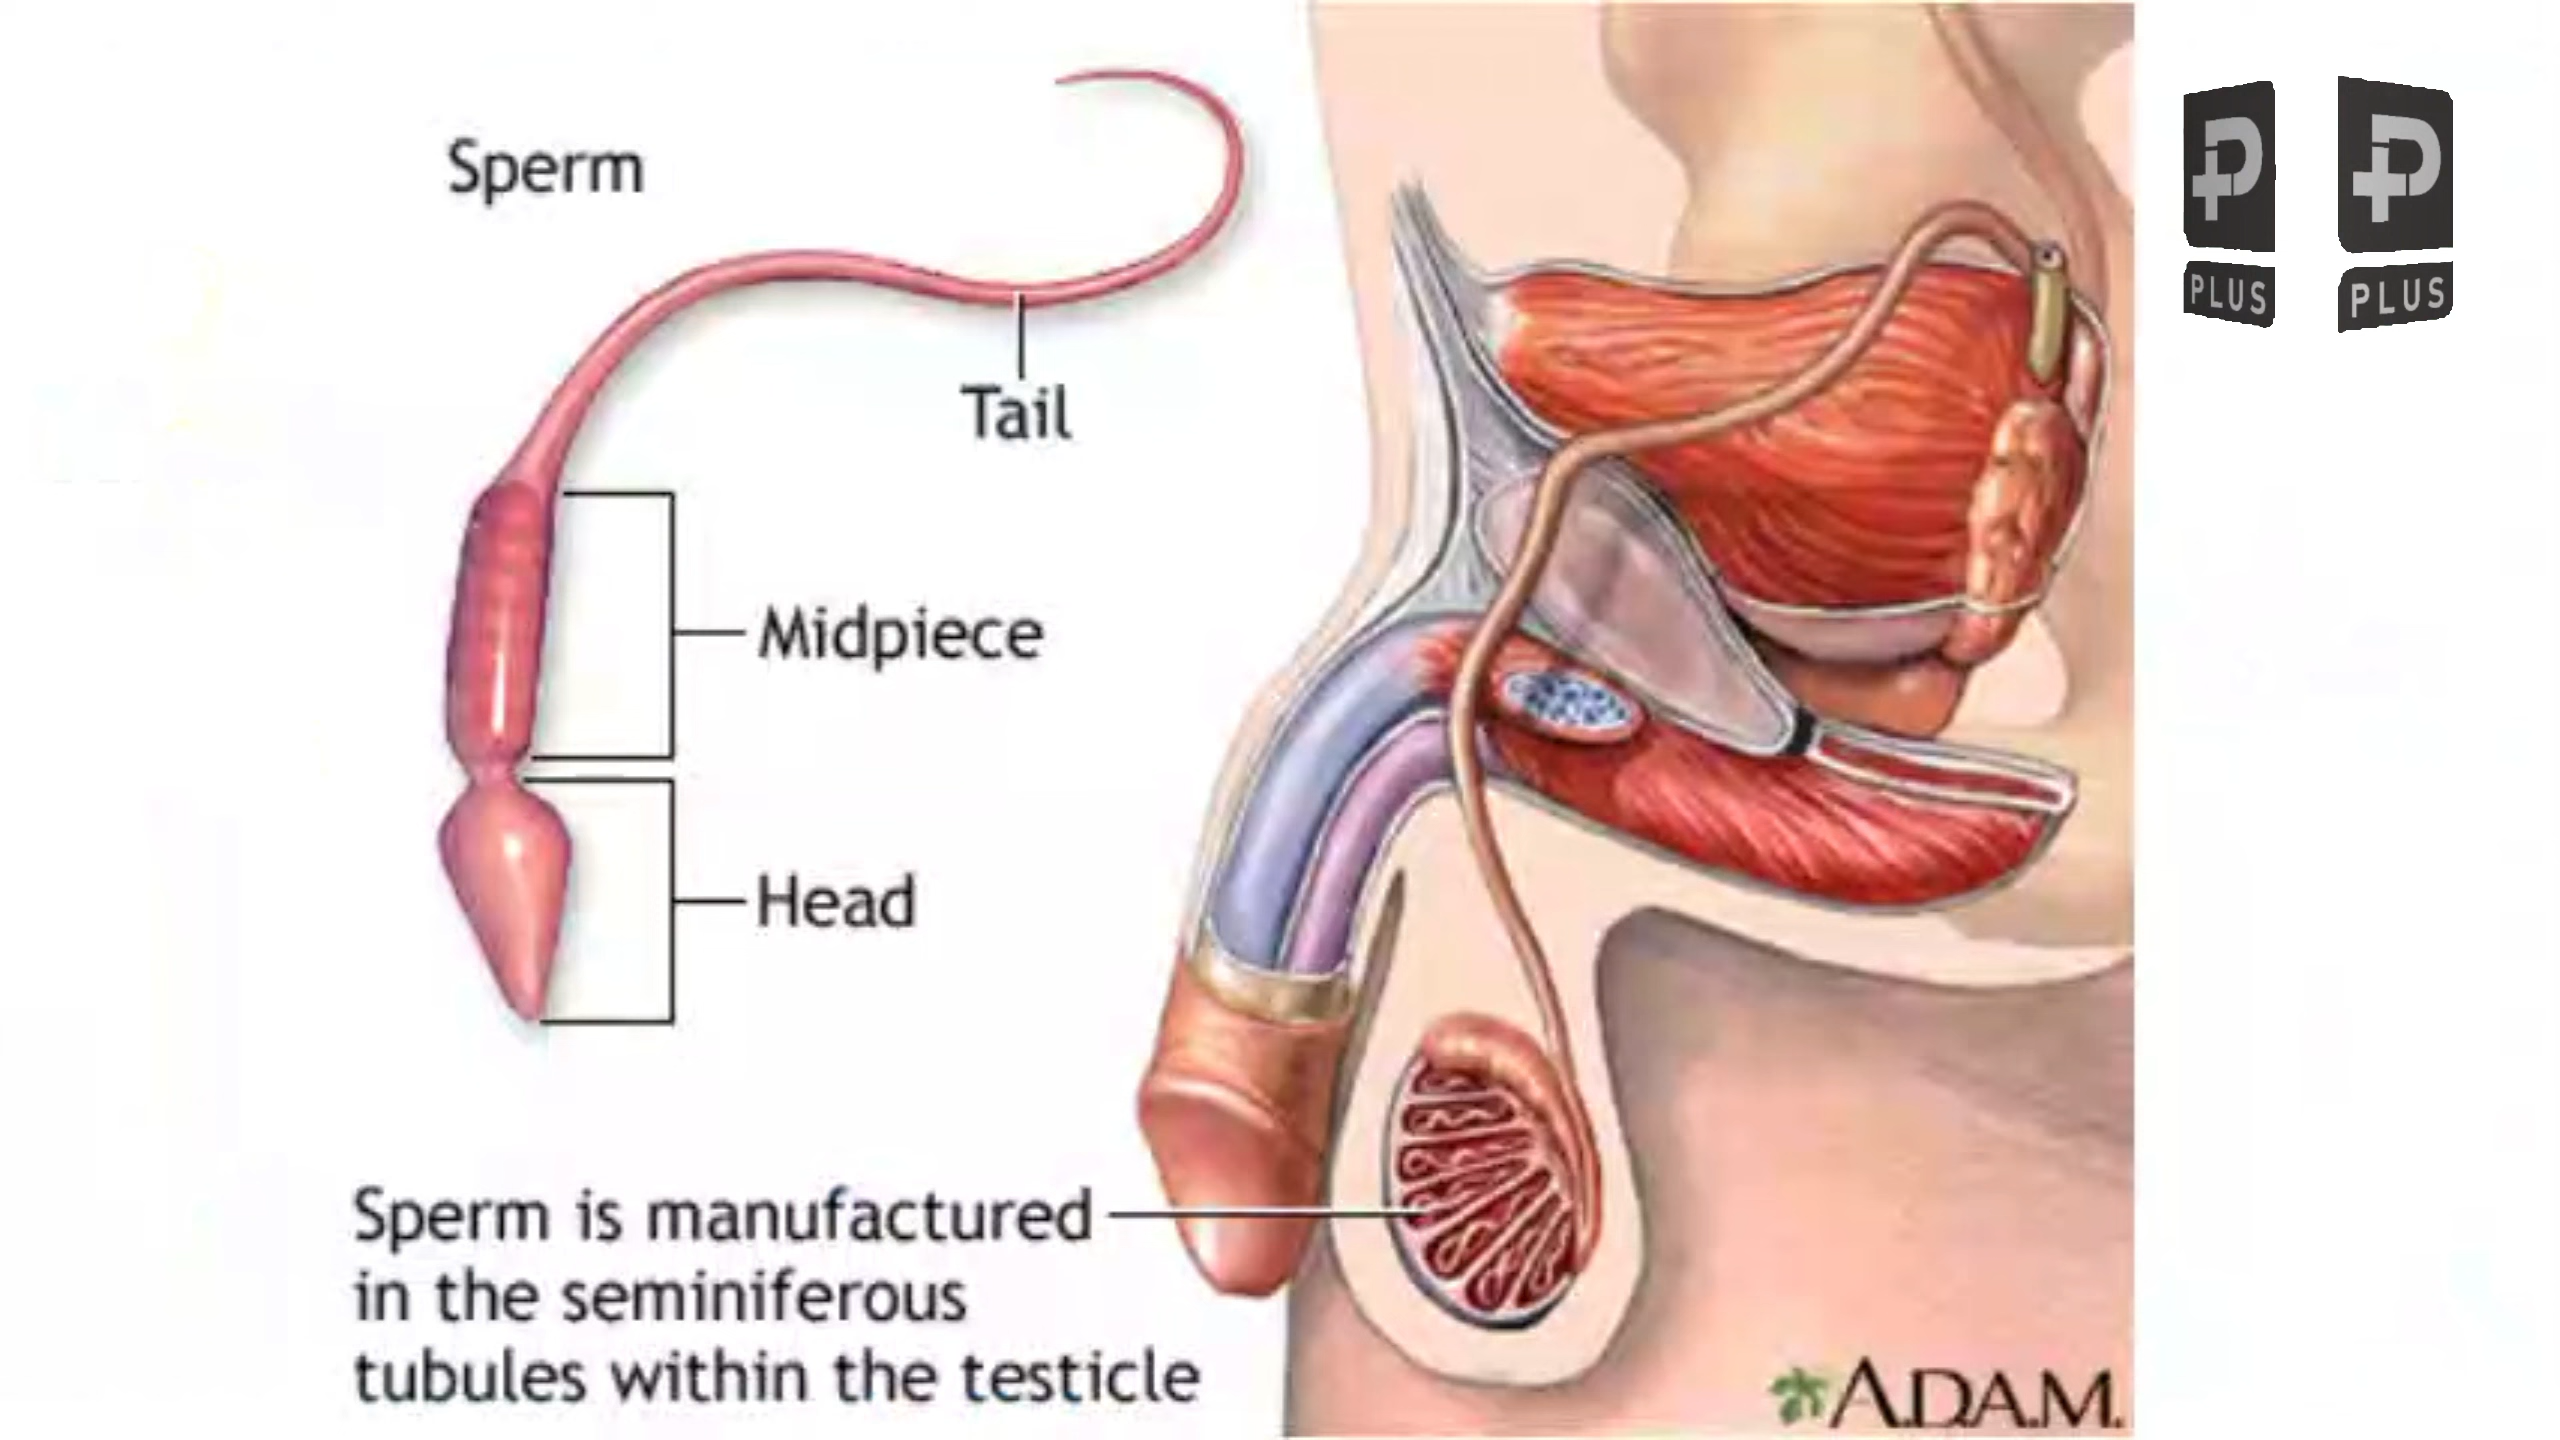 Sperm
Tail
Midpiece
Head
Sperm is manufactured
in the seminiferous
tubules within the testicle
A.D.A.M.
PLUS PLUS